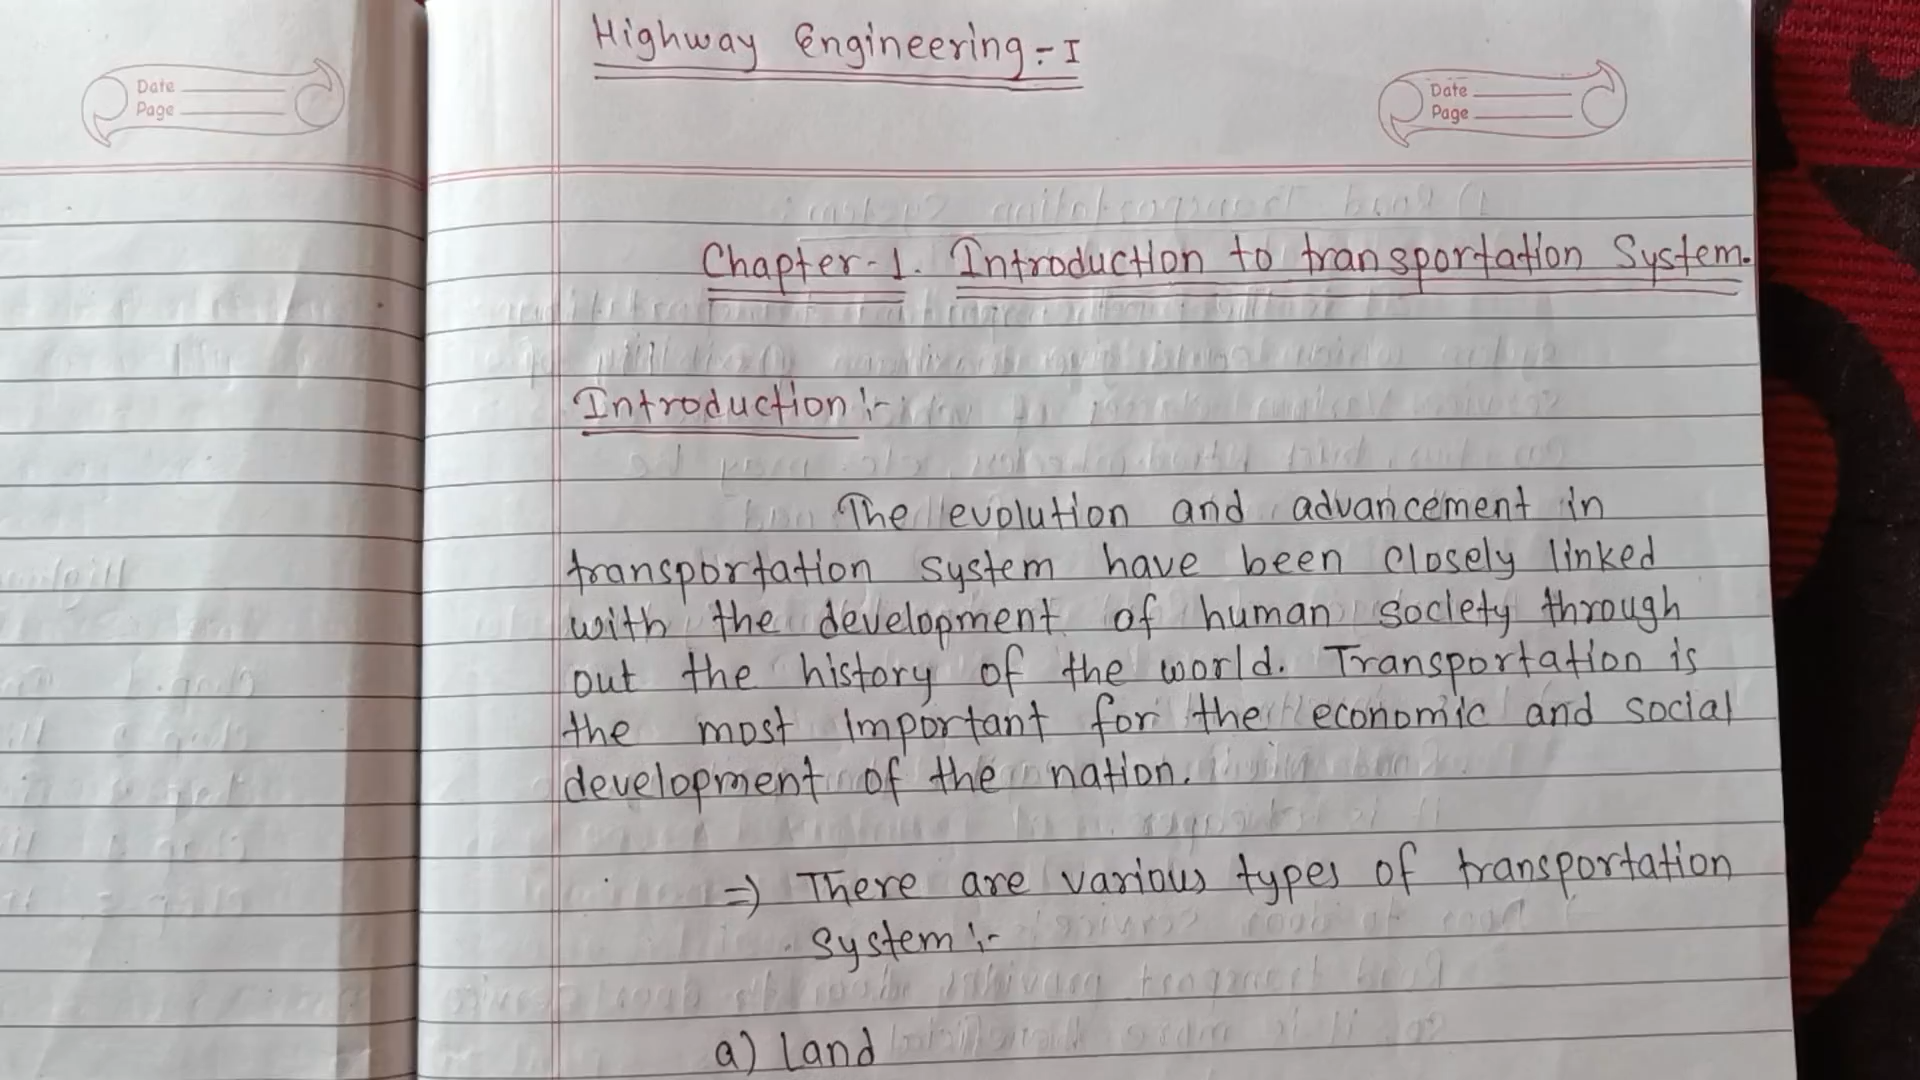 Highway Engineering:-I
Date
Page
Date
Page
Chapter-1. Introduction to transportation System.
Introduction:-
The evolution and advancement in
transportation system have been closely linked
with the development of human society through
out the history of the world. Transportation is
the most important for the economic and social
development of the nation.
=) There are various types of transportation
system:-
a) Land